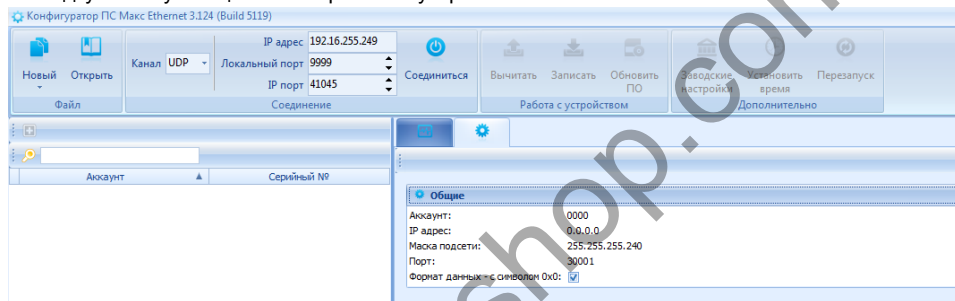 Конфигуратор ПС Макс Ethernet 3.124 (Build 5119)
IP адрес 192.16.255.249
Канал UDP Локальный порт 9999
IP порт 41045
Новый Открыть Соединиться Вычитать Записать Обновить ПО Заводские настройки Установить время Перезапуск
Файл Соединение Работа с устройством Дополнительно
Аккаунт Серийный №
Общие
Аккаунт: 0000
IP адрес: 0.0.0.0
Маска подсети: 255.255.255.240
Порт: 30001
Формат данных - с символом 0x0:
shop.com